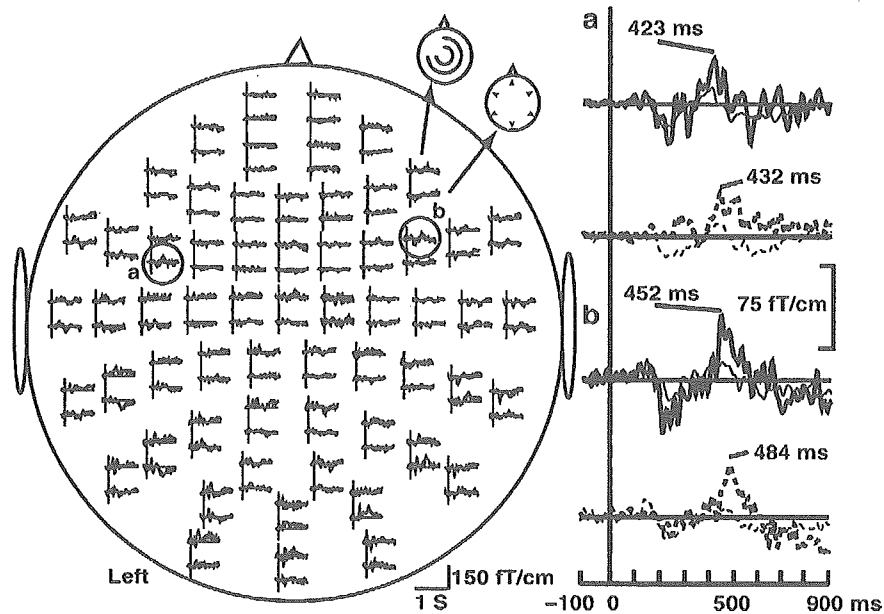 a
423 ms
432 ms
b
a
452 ms
b
75 fT/cm
484 ms
Left
150 fT/cm
1 S
−100 0 500 900 ms